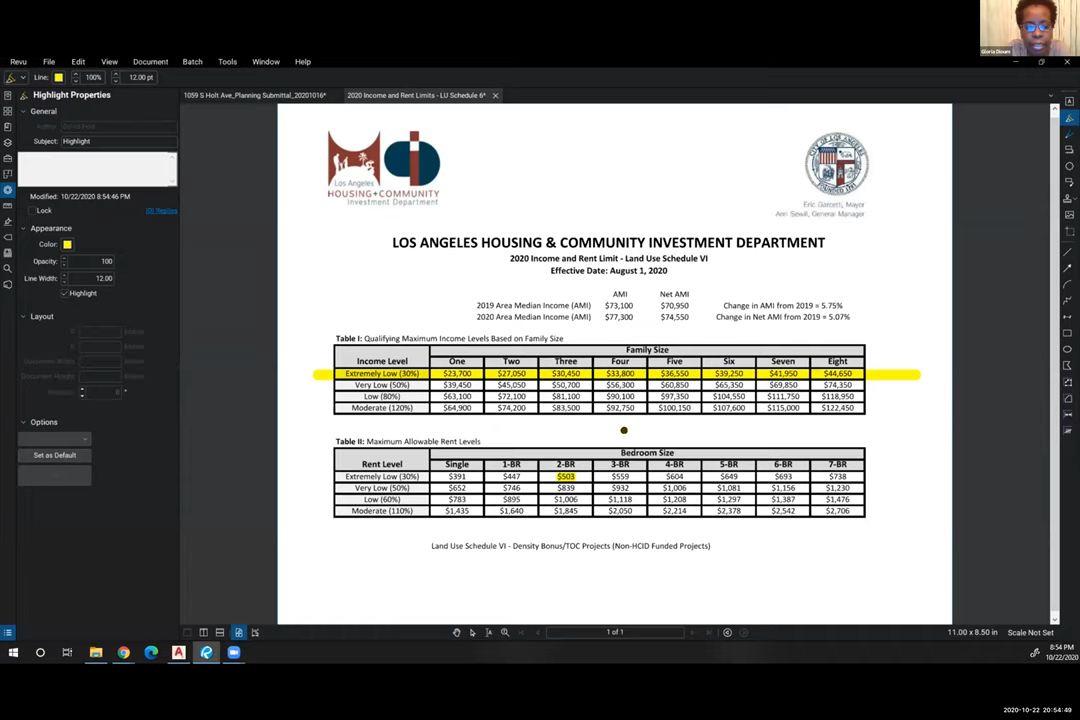 Gloria Dioum
Revu File Edit View Document Batch Tools Window Help
Line: 100% 12.00 pt
Highlight Properties
1059 S Holt Ave_Planning Submittal_20201016*
2020 Income and Rent Limits - LU Schedule 6*
General
Subject: Highlight
Modified: 10/22/2020 8:54:46 PM
Lock
Replies
Appearance
Color:
Opacity: 100
Line Width: 12.00
Highlight
Layout
Options
Set as Default
Los Angeles
HOUSING+COMMUNITY
Investment Department
Eric Garcetti, Mayor
Ann Sewill, General Manager
LOS ANGELES HOUSING & COMMUNITY INVESTMENT DEPARTMENT
2020 Income and Rent Limit - Land Use Schedule VI
Effective Date: August 1, 2020
AMI Net AMI
2019 Area Median Income (AMI) $73,100 $70,950 Change in AMI from 2019 = 5.75%
2020 Area Median Income (AMI) $77,300 $74,550 Change in Net AMI from 2019 = 5.07%
Table I: Qualifying Maximum Income Levels Based on Family Size
Family Size
Income Level One Two Three Four Five Six Seven Eight
Extremely Low (30%) $23,700 $27,050 $30,450 $33,800 $36,550 $39,250 $41,950 $44,650
Very Low (50%) $39,450 $45,050 $50,700 $56,300 $60,850 $65,350 $69,850 $74,350
Low (80%) $63,100 $72,100 $81,100 $90,100 $97,350 $104,550 $111,750 $118,950
Moderate (120%) $64,900 $74,200 $83,500 $92,750 $100,150 $107,600 $115,000 $122,450
Table II: Maximum Allowable Rent Levels
Bedroom Size
Rent Level Single 1-BR 2-BR 3-BR 4-BR 5-BR 6-BR 7-BR
Extremely Low (30%) $391 $447 $503 $559 $604 $649 $693 $738
Very Low (50%) $652 $746 $839 $932 $1,006 $1,081 $1,156 $1,230
Low (60%) $783 $895 $1,006 $1,118 $1,208 $1,297 $1,387 $1,476
Moderate (110%) $1,435 $1,640 $1,845 $2,050 $2,214 $2,378 $2,542 $2,706
Land Use Schedule VI - Density Bonus/TOC Projects (Non-HCID Funded Projects)
1 of 1
11.00 x 8.50 in Scale Not Set
8:54 PM
10/22/2020
2020-10-22 20:54:49